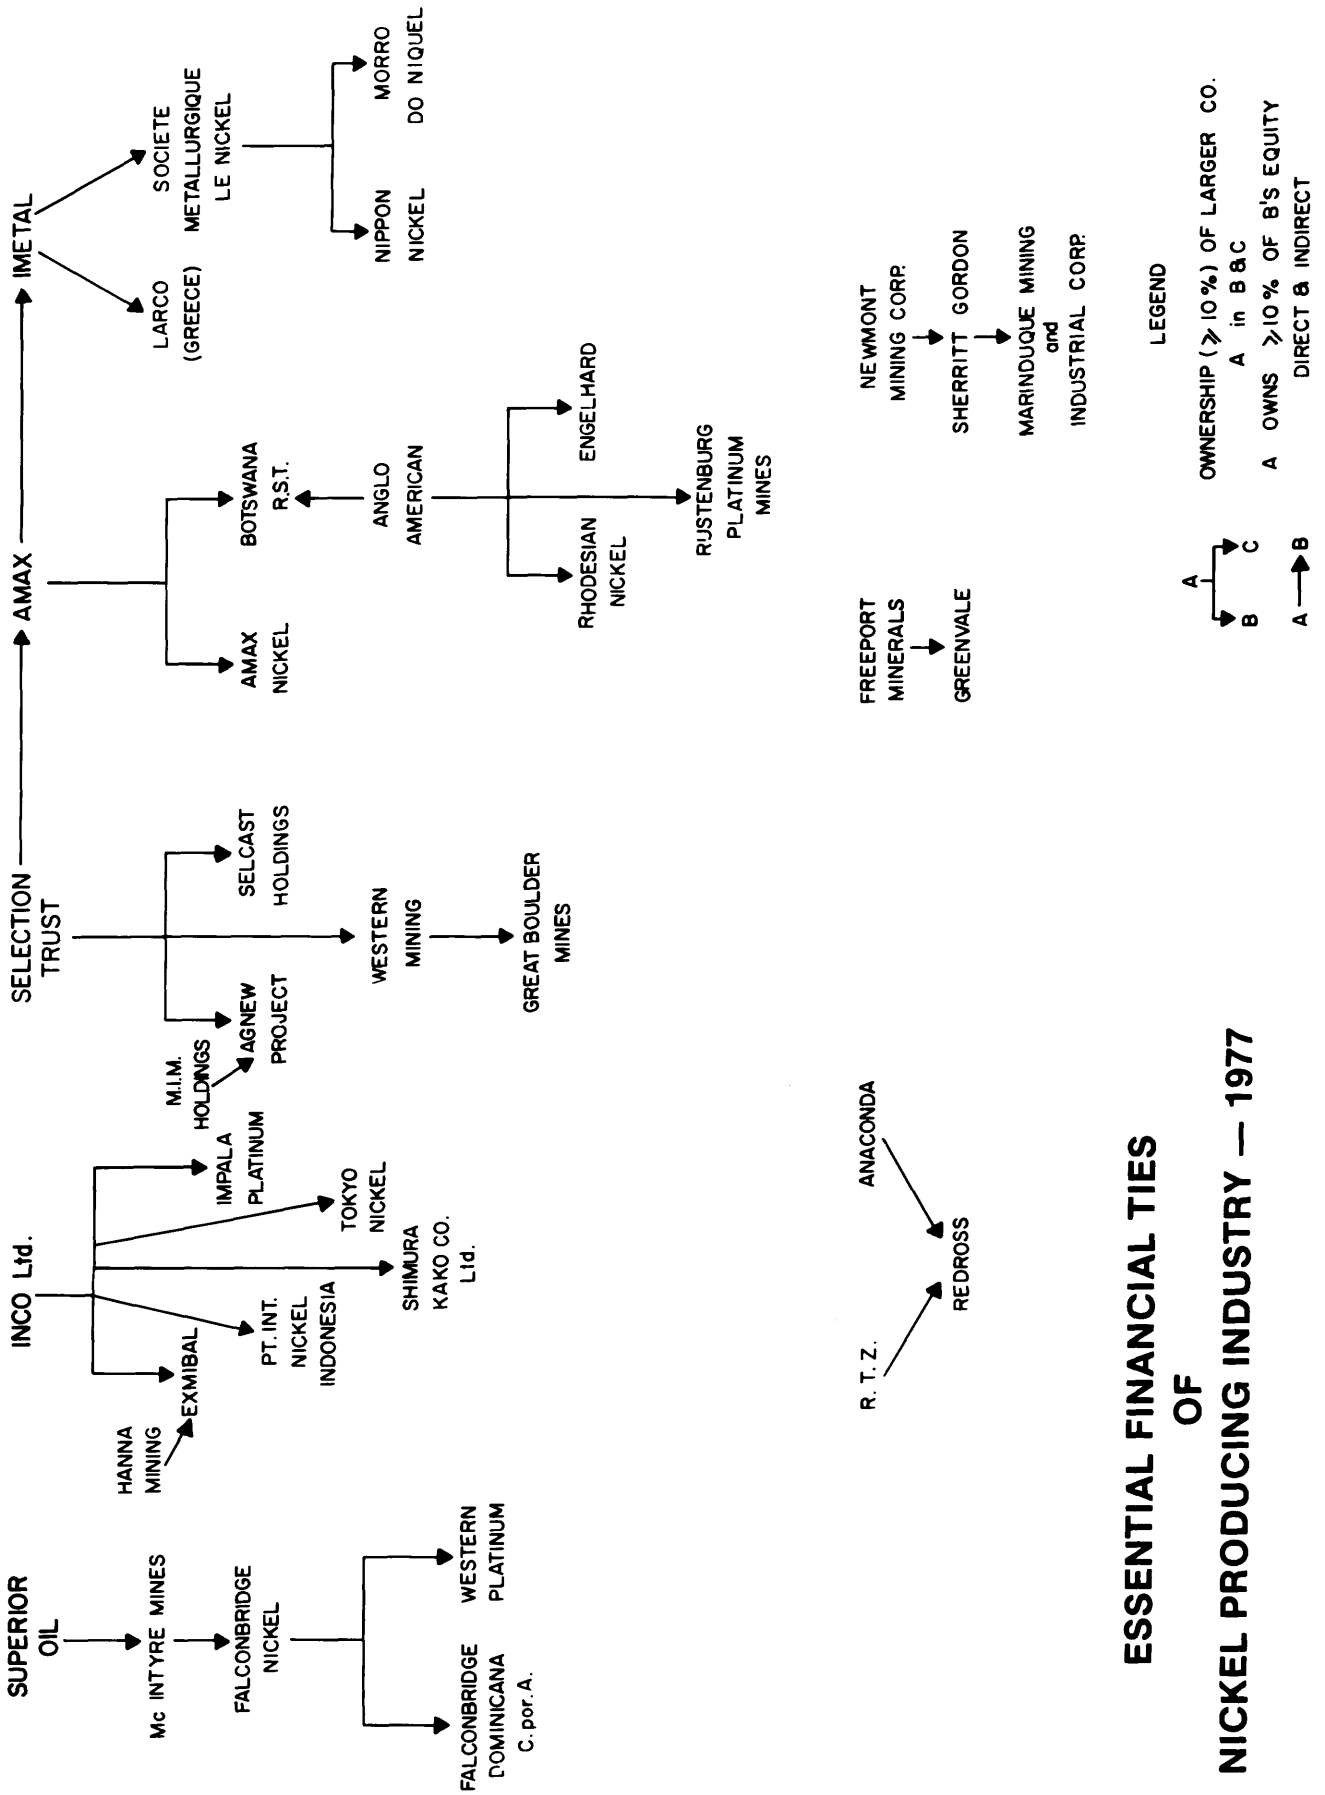 SUPERIOR
OIL
Mc INTYRE MINES
FALCONBRIDGE
NICKEL
FALCONBRIDGE
DOMINICANA
C. por. A.
WESTERN
PLATINUM
INCO Ltd.
HANNA
MINING
EXMIBAL
PT. INT.
NICKEL
INDONESIA
SHIMURA
KAKO CO.
Ltd.
TOKYO
NICKEL
IMPALA
PLATINUM
SELECTION
TRUST
M.I.M.
HOLDINGS
AGNEW
PROJECT
SELCAST
HOLDINGS
WESTERN
MINING
GREAT BOULDER
MINES
AMAX
AMAX
NICKEL
BOTSWANA
R.S.T.
ANGLO
AMERICAN
RHODESIAN
NICKEL
ENGELHARD
RUSTENBURG
PLATINUM
MINES
IMETAL
LARCO
(GREECE)
SOCIETE
METALLURGIQUE
LE NICKEL
NIPPON
NICKEL
MORRO
DO NIQUEL
R. T. Z.
ANACONDA
REDROSS
FREEPORT
MINERALS
GREENVALE
NEWMONT
MINING CORP.
SHERRITT GORDON
MARINDUQUE MINING
and
INDUSTRIAL CORP.
LEGEND
A
B C
OWNERSHIP (⩾ 10%) OF LARGER CO.
A in B & C
A B
A OWNS ⩾10% OF B'S EQUITY
DIRECT & INDIRECT
ESSENTIAL FINANCIAL TIES
OF
NICKEL PRODUCING INDUSTRY — 1977